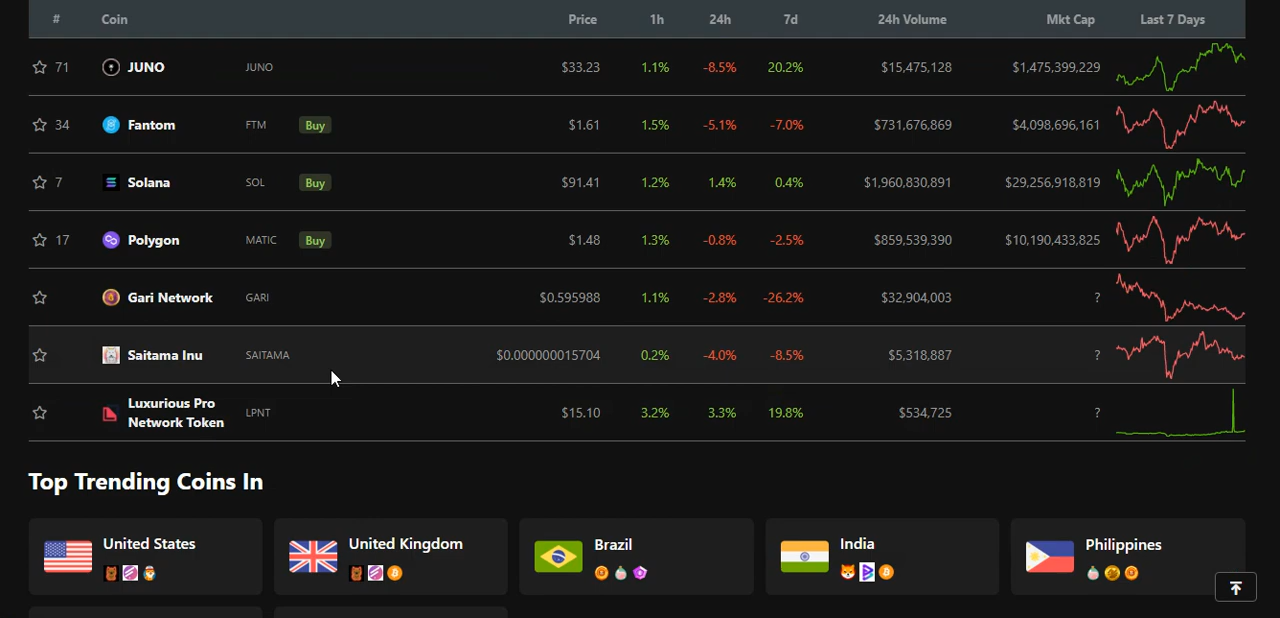 # Coin Price 1h 24h 7d 24h Volume Mkt Cap Last 7 Days
71 JUNO JUNO $33.23 1.1% -8.5% 20.2% $15,475,128 $1,475,399,229
34 Fantom FTM Buy $1.61 1.5% -5.1% -7.0% $731,676,869 $4,098,696,161
7 Solana SOL Buy $91.41 1.2% 1.4% 0.4% $1,960,830,891 $29,256,918,819
17 Polygon MATIC Buy $1.48 1.3% -0.8% -2.5% $859,539,390 $10,190,433,825
Gari Network GARI $0.595988 1.1% -2.8% -26.2% $32,904,003 ?
Saitama Inu SAITAMA $0.000000015704 0.2% -4.0% -8.5% $5,318,887 ?
Luxurious Pro
Network Token LPNT $15.10 3.2% 3.3% 19.8% $534,725 ?
Top Trending Coins In
United States United Kingdom Brazil India Philippines